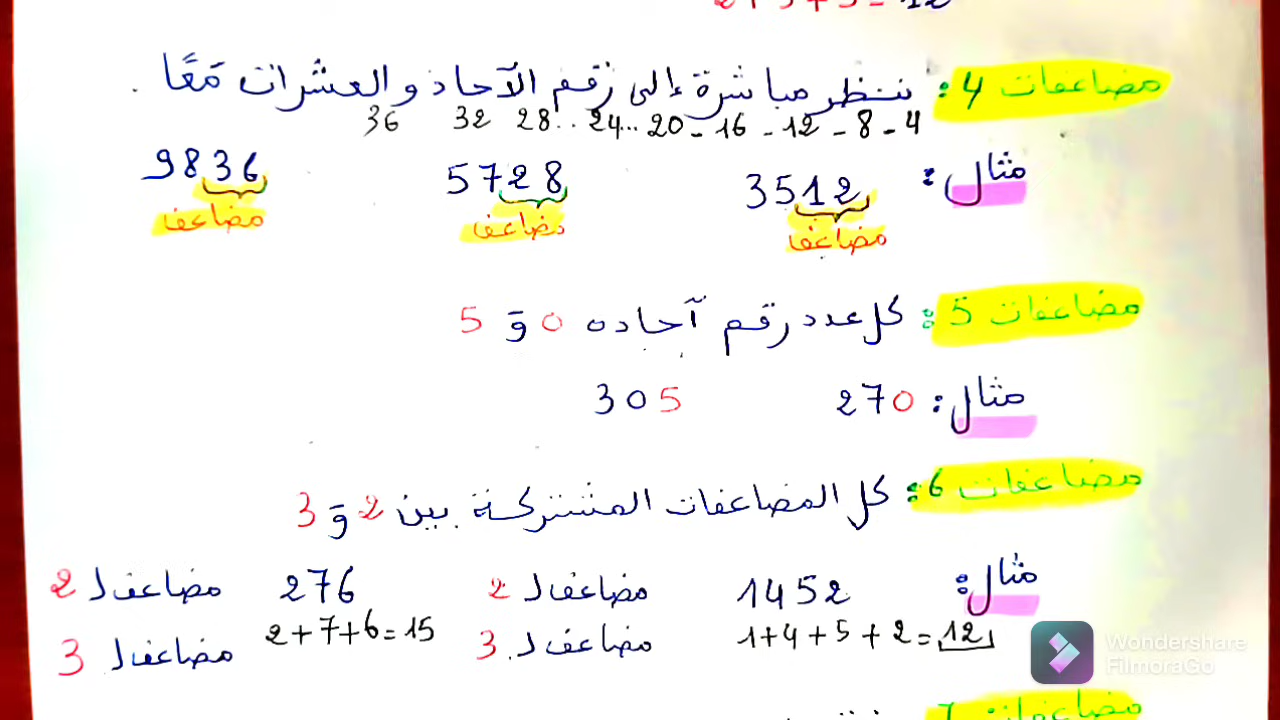 مضاعفات 4: ننظر مباشرة إلى رقم الآحاد والعشرات مَعًا.
4 - 8 - 12 - 16 - 20 .. 24 .. 28 32 36
مثال: 3512 5728 9836
مضاعف مضاعف مضاعف
مضاعفات 5: كل عدد رقم آحاده 0 وَ 5
مثال: 270 305
مضاعفات 6: كل المضاعفات المشتركة بين 2 وَ 3
مثال: 1452 مضاعف لـ 2 276 مضاعف لـ 2
1+4+5+2=12 مضاعف لـ 3 2+7+6=15 مضاعف لـ 3
مضاعفات 7:
Wondershare
FilmoraGo